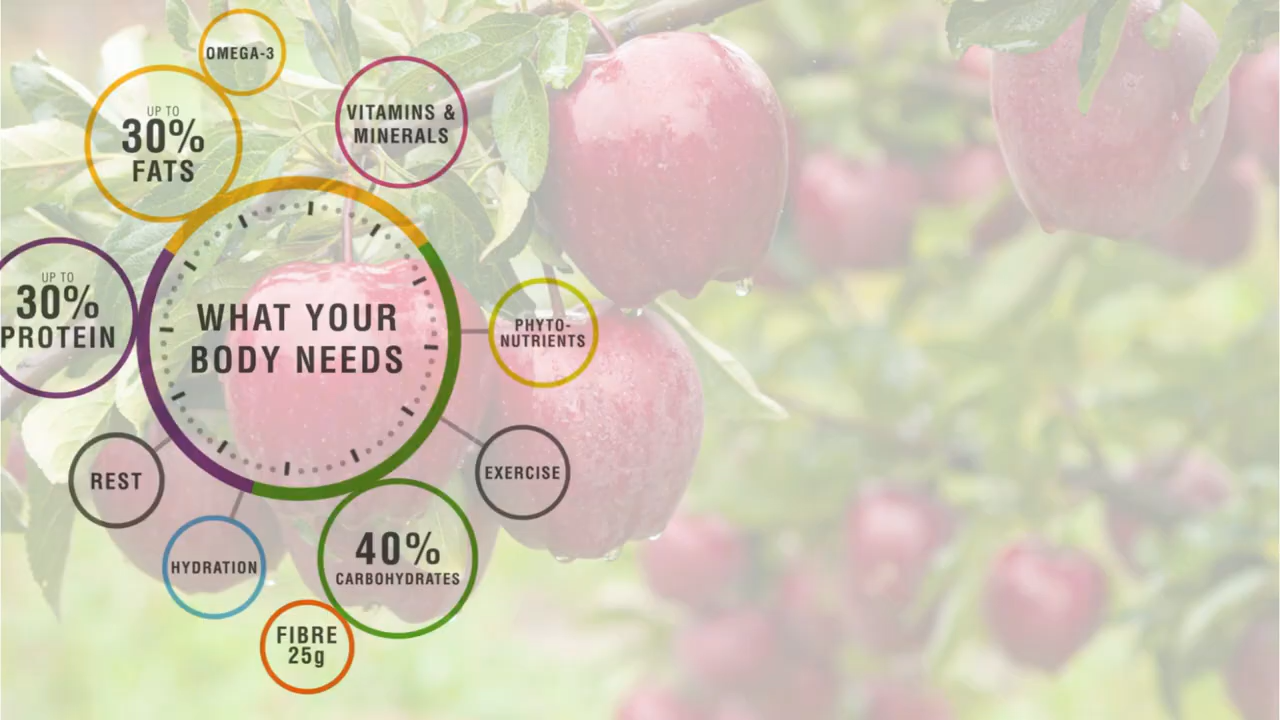 OMEGA-3
UP TO
30%
FATS
VITAMINS &
MINERALS
UP TO
30%
PROTEIN
WHAT YOUR
BODY NEEDS
PHYTO-
NUTRIENTS
REST
EXERCISE
HYDRATION
40%
CARBOHYDRATES
FIBRE
25g